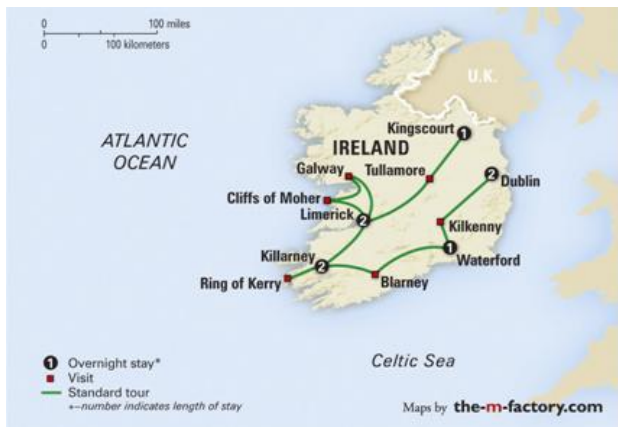 0 100 miles
0 100 kilometers
U.K.
ATLANTIC
OCEAN
Kingscourt
1
IRELAND
Galway
Tullamore
2
Dublin
Cliffs of Moher
Limerick
2
Kilkenny
Killarney
2
1
Waterford
Ring of Kerry
Blarney
Celtic Sea
1 Overnight stay*
Visit
Standard tour
*—number indicates length of stay
Maps by the-m-factory.com